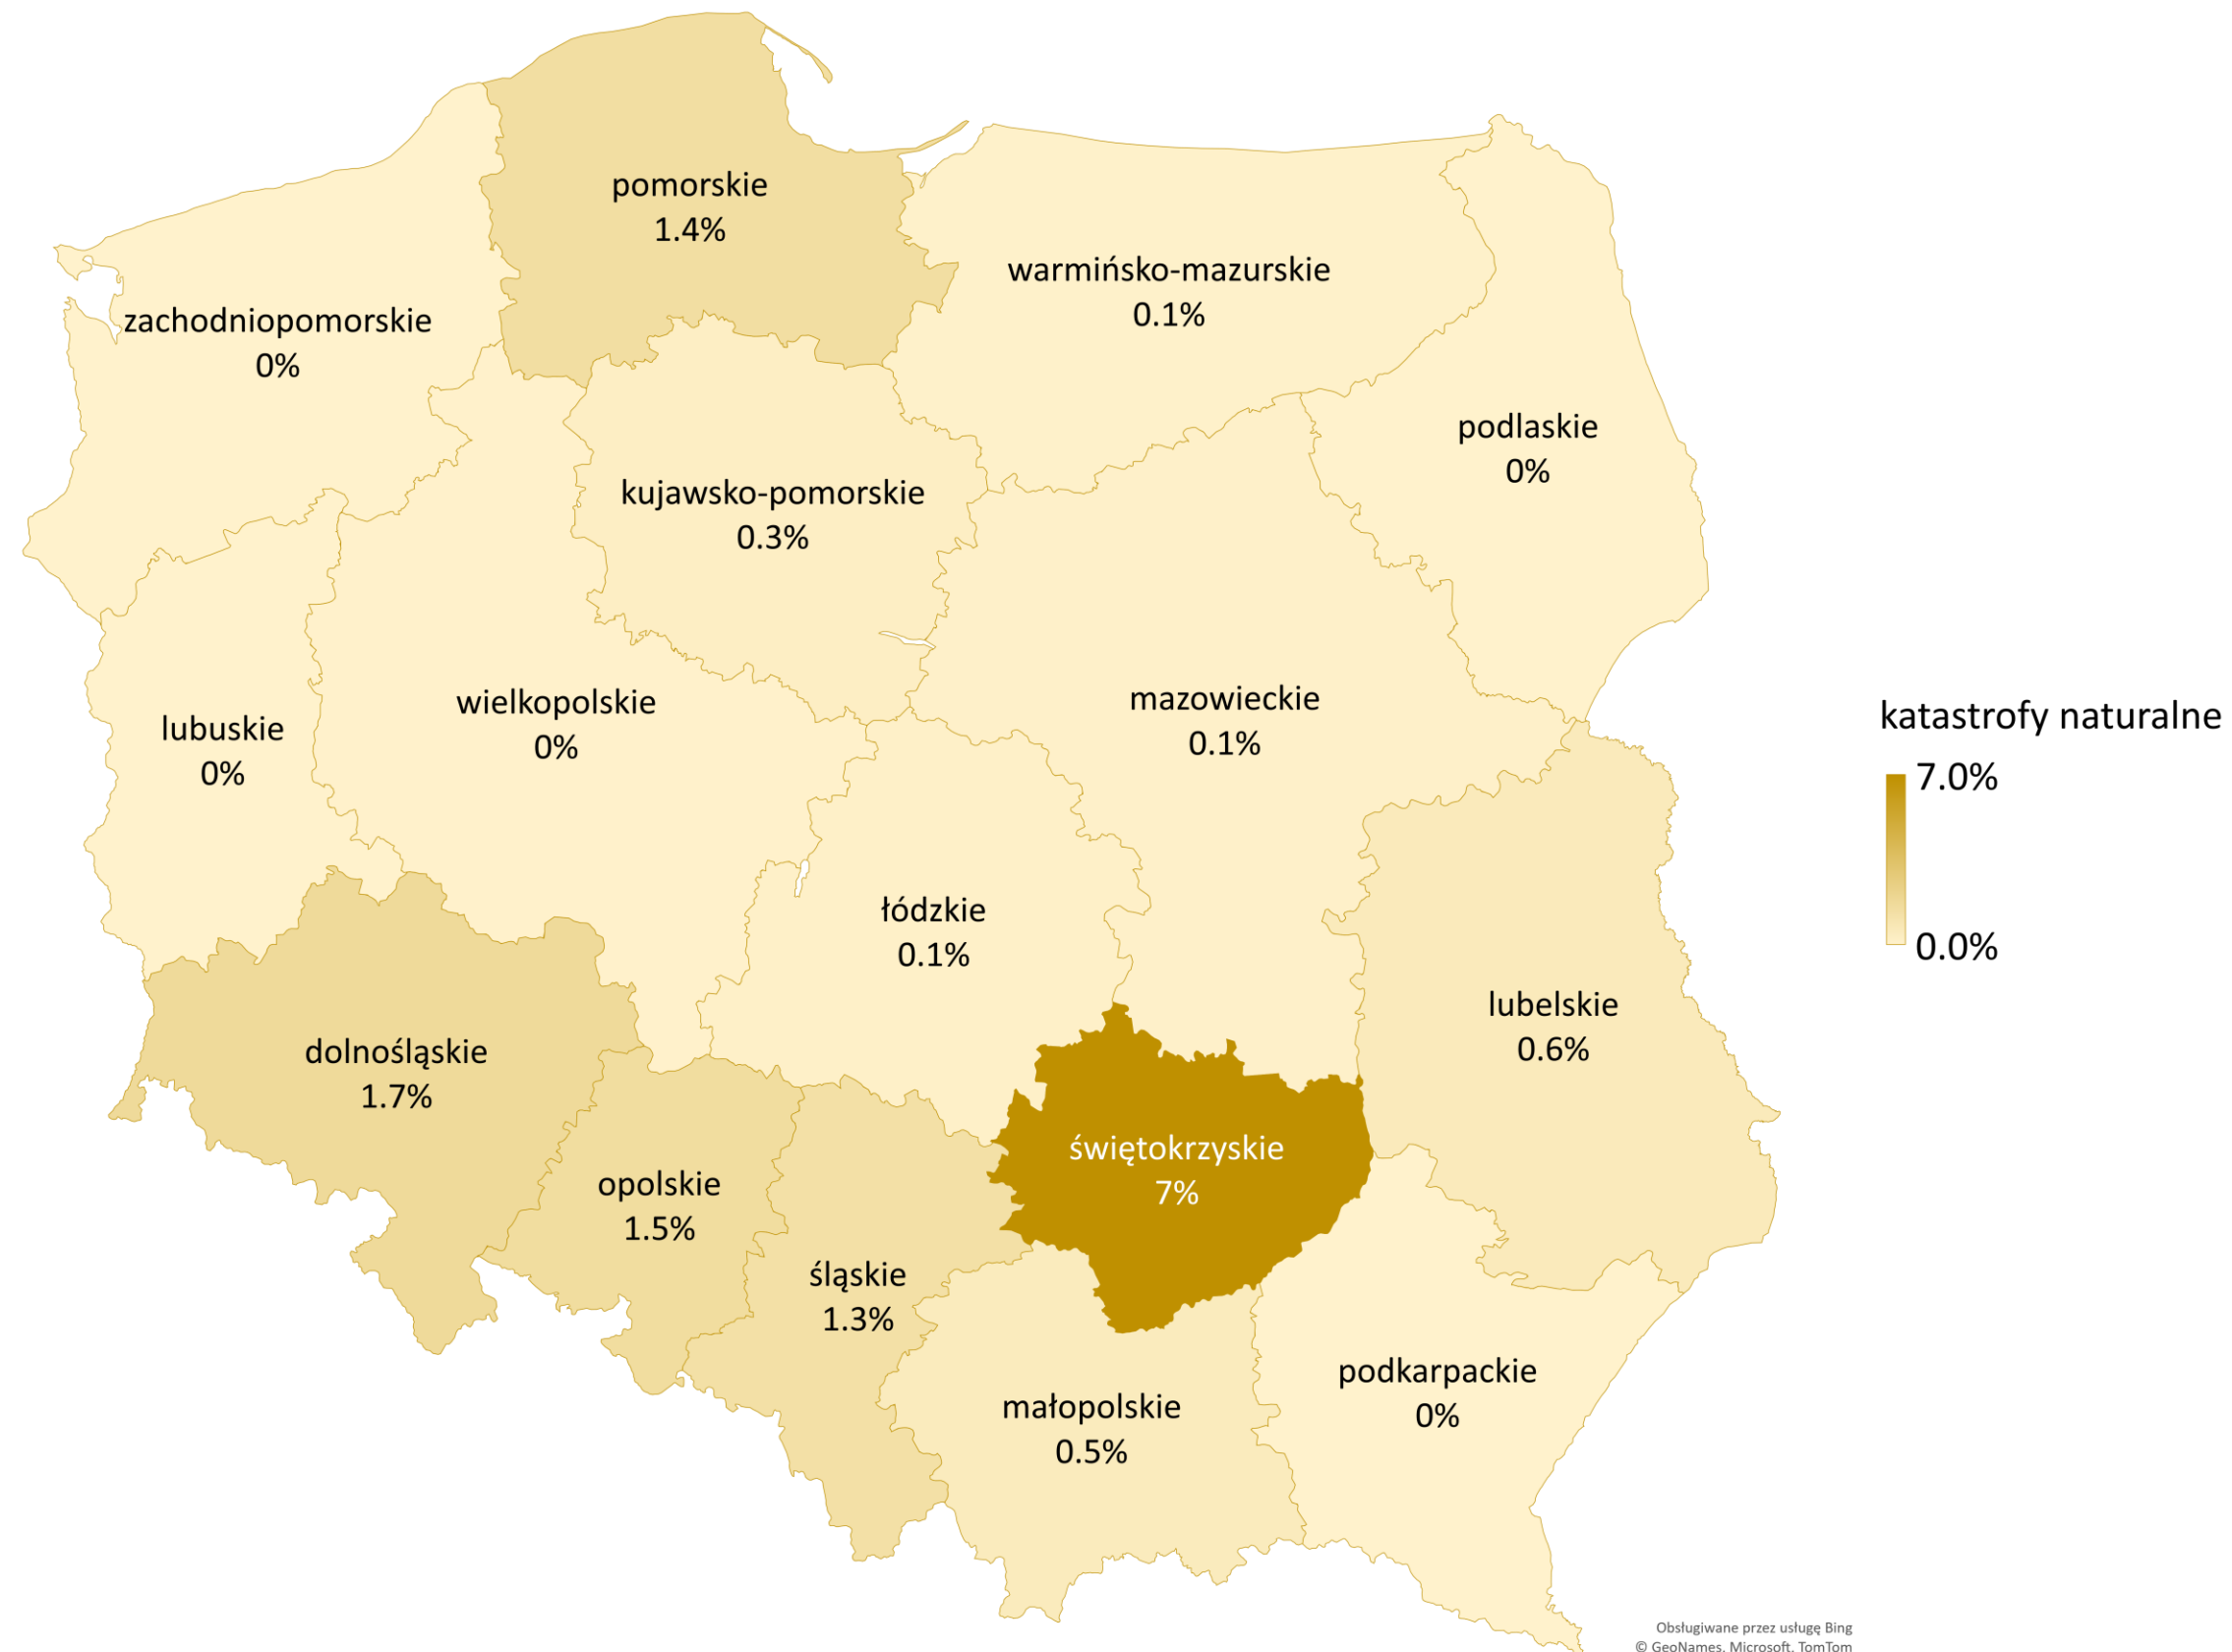 pomorskie
1.4%
warmińsko-mazurskie
0.1%
zachodniopomorskie
0%
podlaskie
0%
kujawsko-pomorskie
0.3%
wielkopolskie
0%
mazowieckie
0.1%
lubuskie
0%
katastrofy naturalne
7.0%
0.0%
łódzkie
0.1%
lubelskie
0.6%
dolnośląskie
1.7%
świętokrzyskie
7%
opolskie
1.5%
śląskie
1.3%
podkarpackie
0%
małopolskie
0.5%
Obsługiwane przez usługę Bing
© GeoNames, Microsoft, TomTom